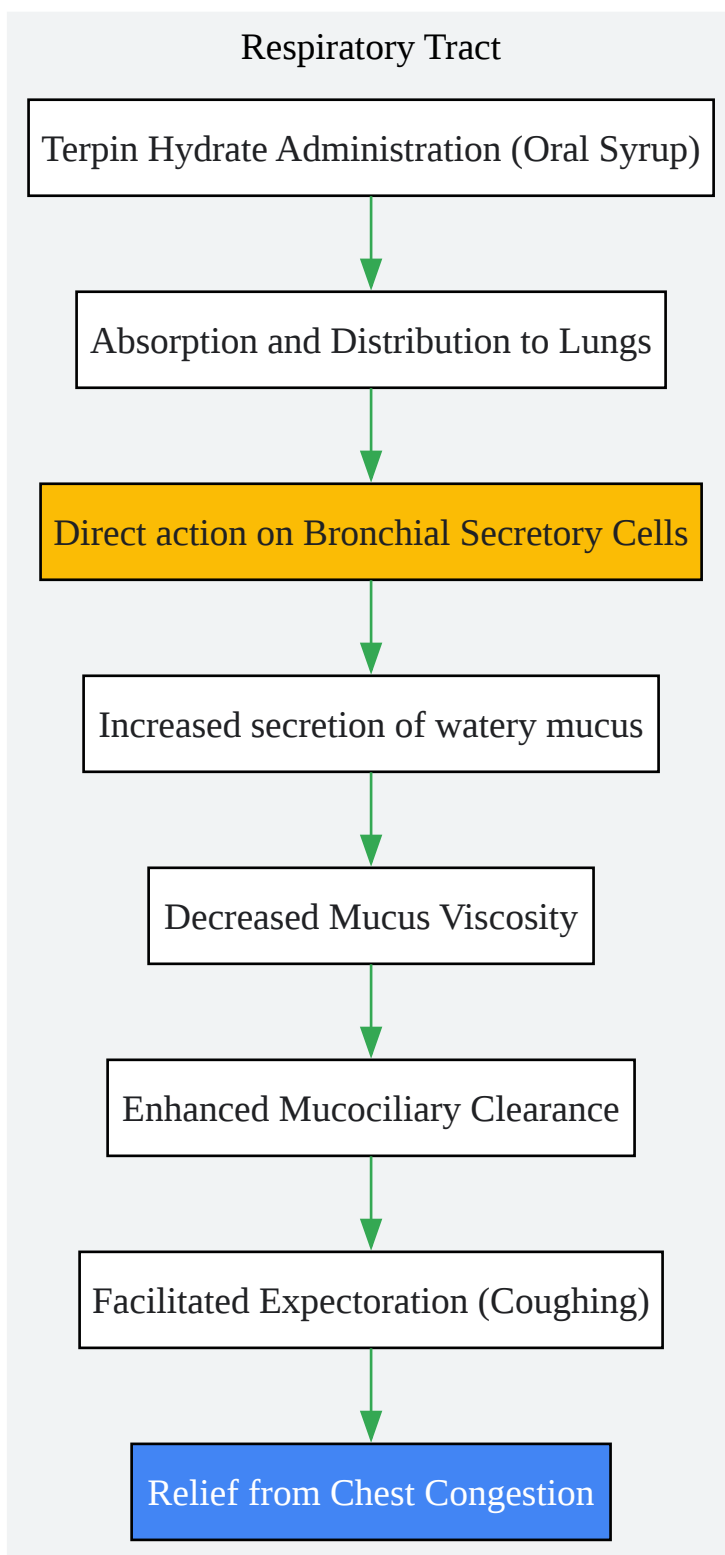 Respiratory Tract
Terpin Hydrate Administration (Oral Syrup)
Absorption and Distribution to Lungs
Direct action on Bronchial Secretory Cells
Increased secretion of watery mucus
Decreased Mucus Viscosity
Enhanced Mucociliary Clearance
Facilitated Expectoration (Coughing)
Relief from Chest Congestion